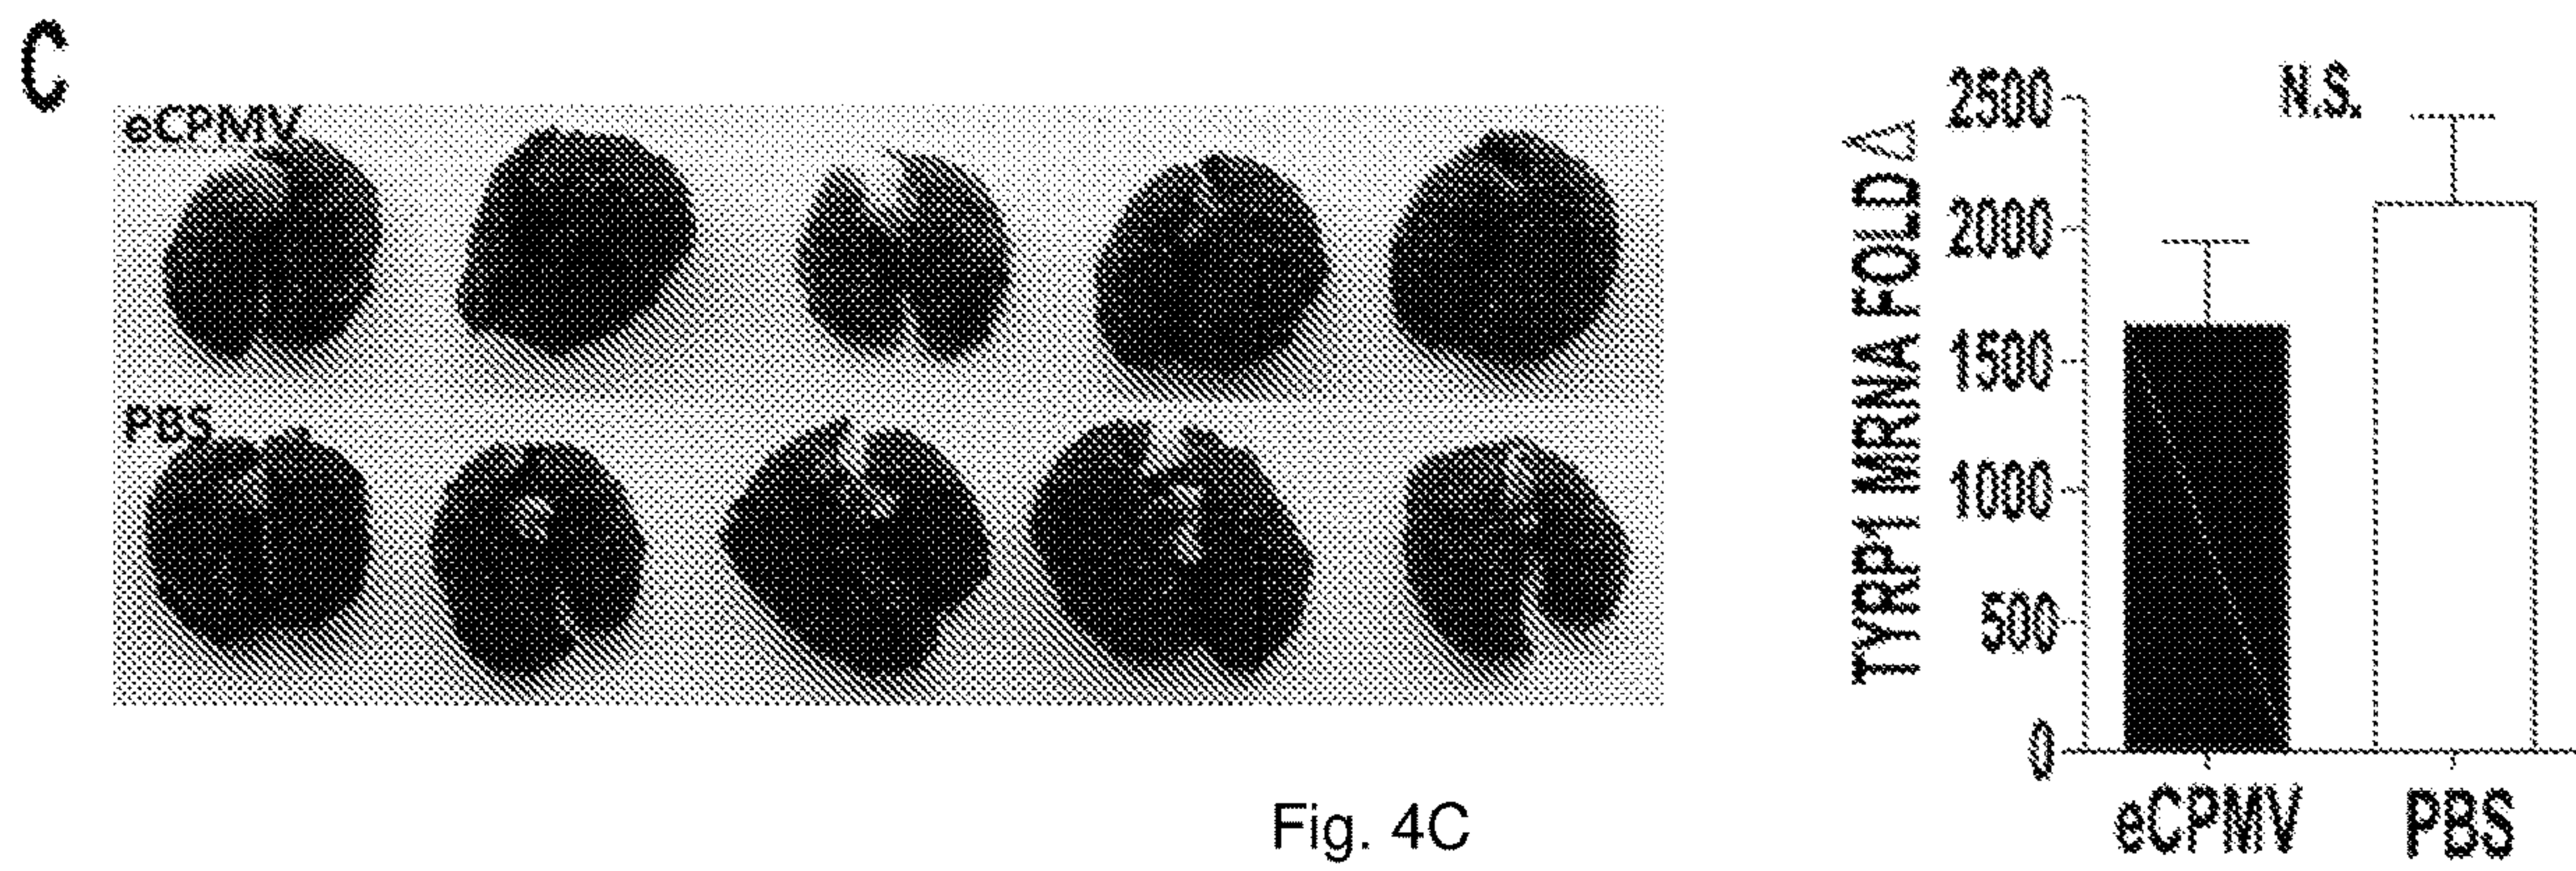 C
eCPMV
PBS
TYRP1 MRNA FOLD Δ
N.S.
2500
2000
1500
1000
500
0
eCPMV
PBS
Fig. 4C